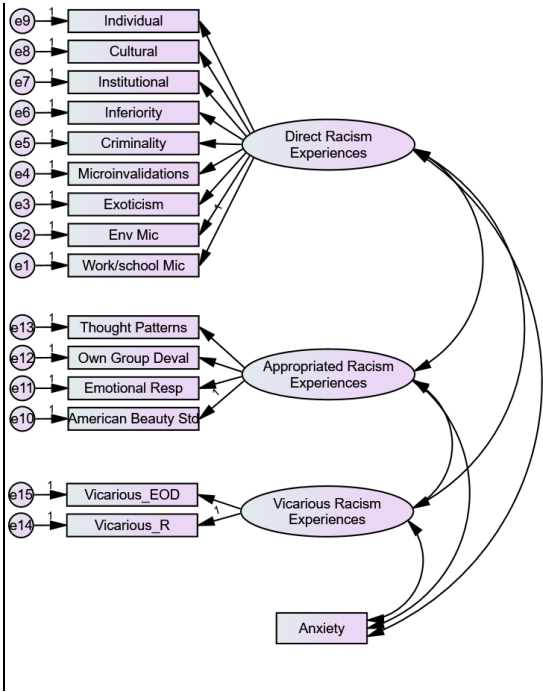 e9 1 Individual
e8 1 Cultural
e7 1 Institutional
e6 1 Inferiority
e5 1 Criminality
e4 1 Microinvalidations
e3 1 Exoticism
e2 1 Env Mic
e1 1 Work/school Mic
1
Direct Racism
Experiences
e13 1 Thought Patterns
e12 1 Own Group Deval
e11 1 Emotional Resp
e10 1 American Beauty Std
1
Appropriated Racism
Experiences
e15 1 Vicarious_EOD
e14 1 Vicarious_R
1
Vicarious Racism
Experiences
Anxiety